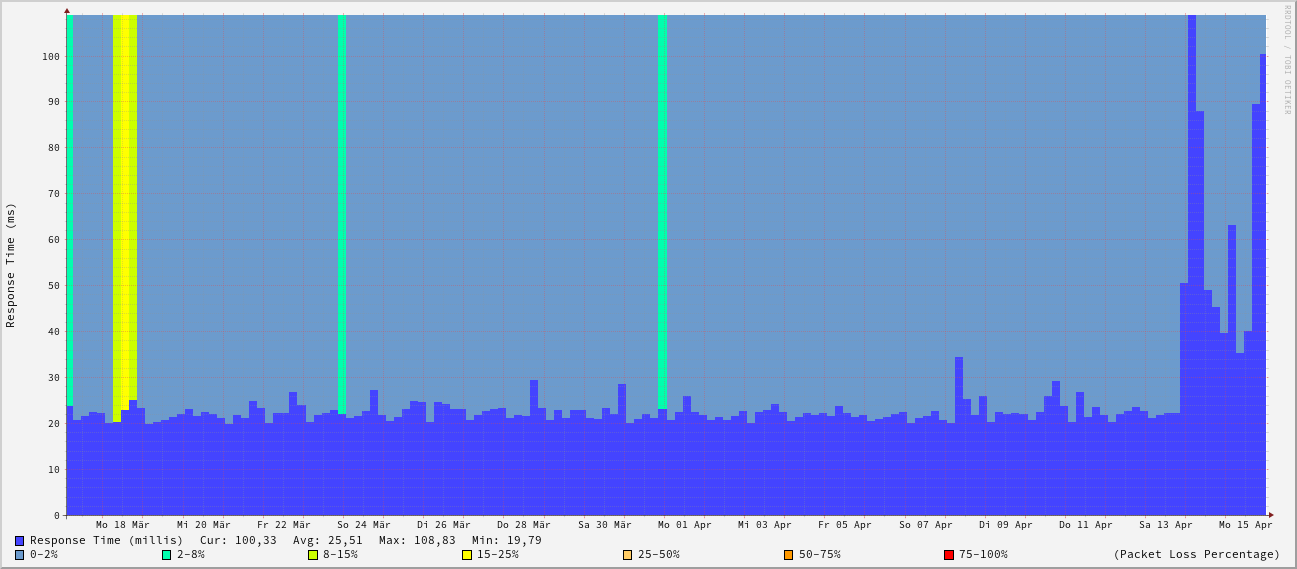 RRDTOOL / TOBI OETIKER
Response Time (ms)
100
90
80
70
60
50
40
30
20
10
0
Mo 18 Mär Mi 20 Mär Fr 22 Mär So 24 Mär Di 26 Mär Do 28 Mär Sa 30 Mär Mo 01 Apr Mi 03 Apr Fr 05 Apr So 07 Apr Di 09 Apr Do 11 Apr Sa 13 Apr Mo 15 Apr
Response Time (millis) Cur: 100,33 Avg: 25,51 Max: 108,83 Min: 19,79
0-2% 2-8% 8-15% 15-25% 25-50% 50-75% 75-100% (Packet Loss Percentage)